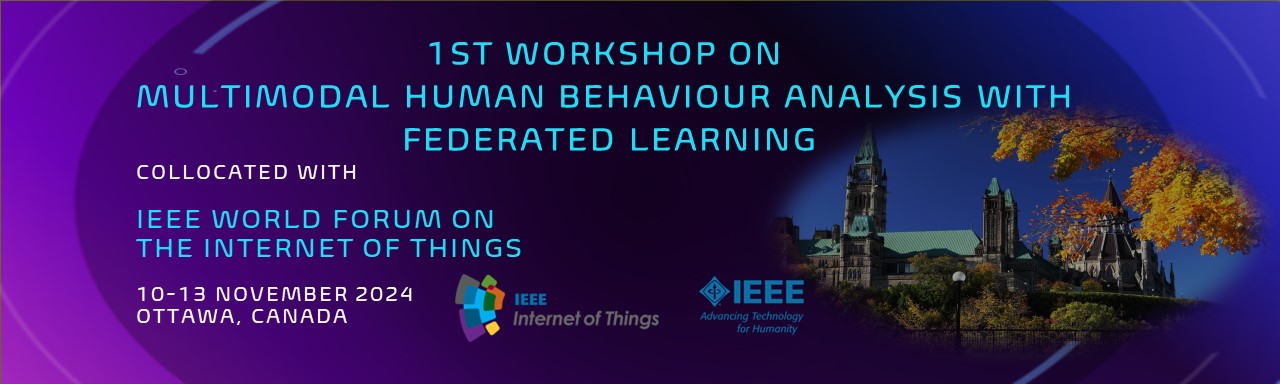 1ST WORKSHOP ON
MULTIMODAL HUMAN BEHAVIOUR ANALYSIS WITH
FEDERATED LEARNING
COLLOCATED WITH
IEEE WORLD FORUM ON
THE INTERNET OF THINGS
10-13 NOVEMBER 2024
OTTAWA, CANADA
IEEE
Internet of Things
IEEE
Advancing Technology
for Humanity